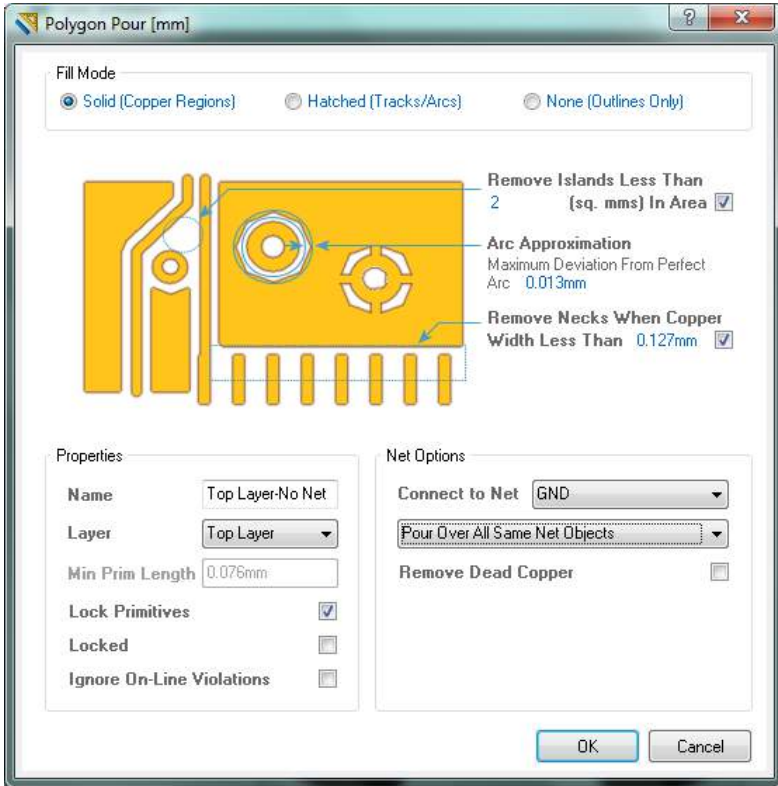 Polygon Pour [mm]
Fill Mode
Solid (Copper Regions) Hatched (Tracks/Arcs) None (Outlines Only)
Remove Islands Less Than
2 (sq. mms) In Area
Arc Approximation
Maximum Deviation From Perfect
Arc 0.013mm
Remove Necks When Copper
Width Less Than 0.127mm
Properties
Name Top Layer-No Net
Layer Top Layer
Min Prim Length 0.076mm
Lock Primitives
Locked
Ignore On-Line Violations
Net Options
Connect to Net GND
Pour Over All Same Net Objects
Remove Dead Copper
OK Cancel